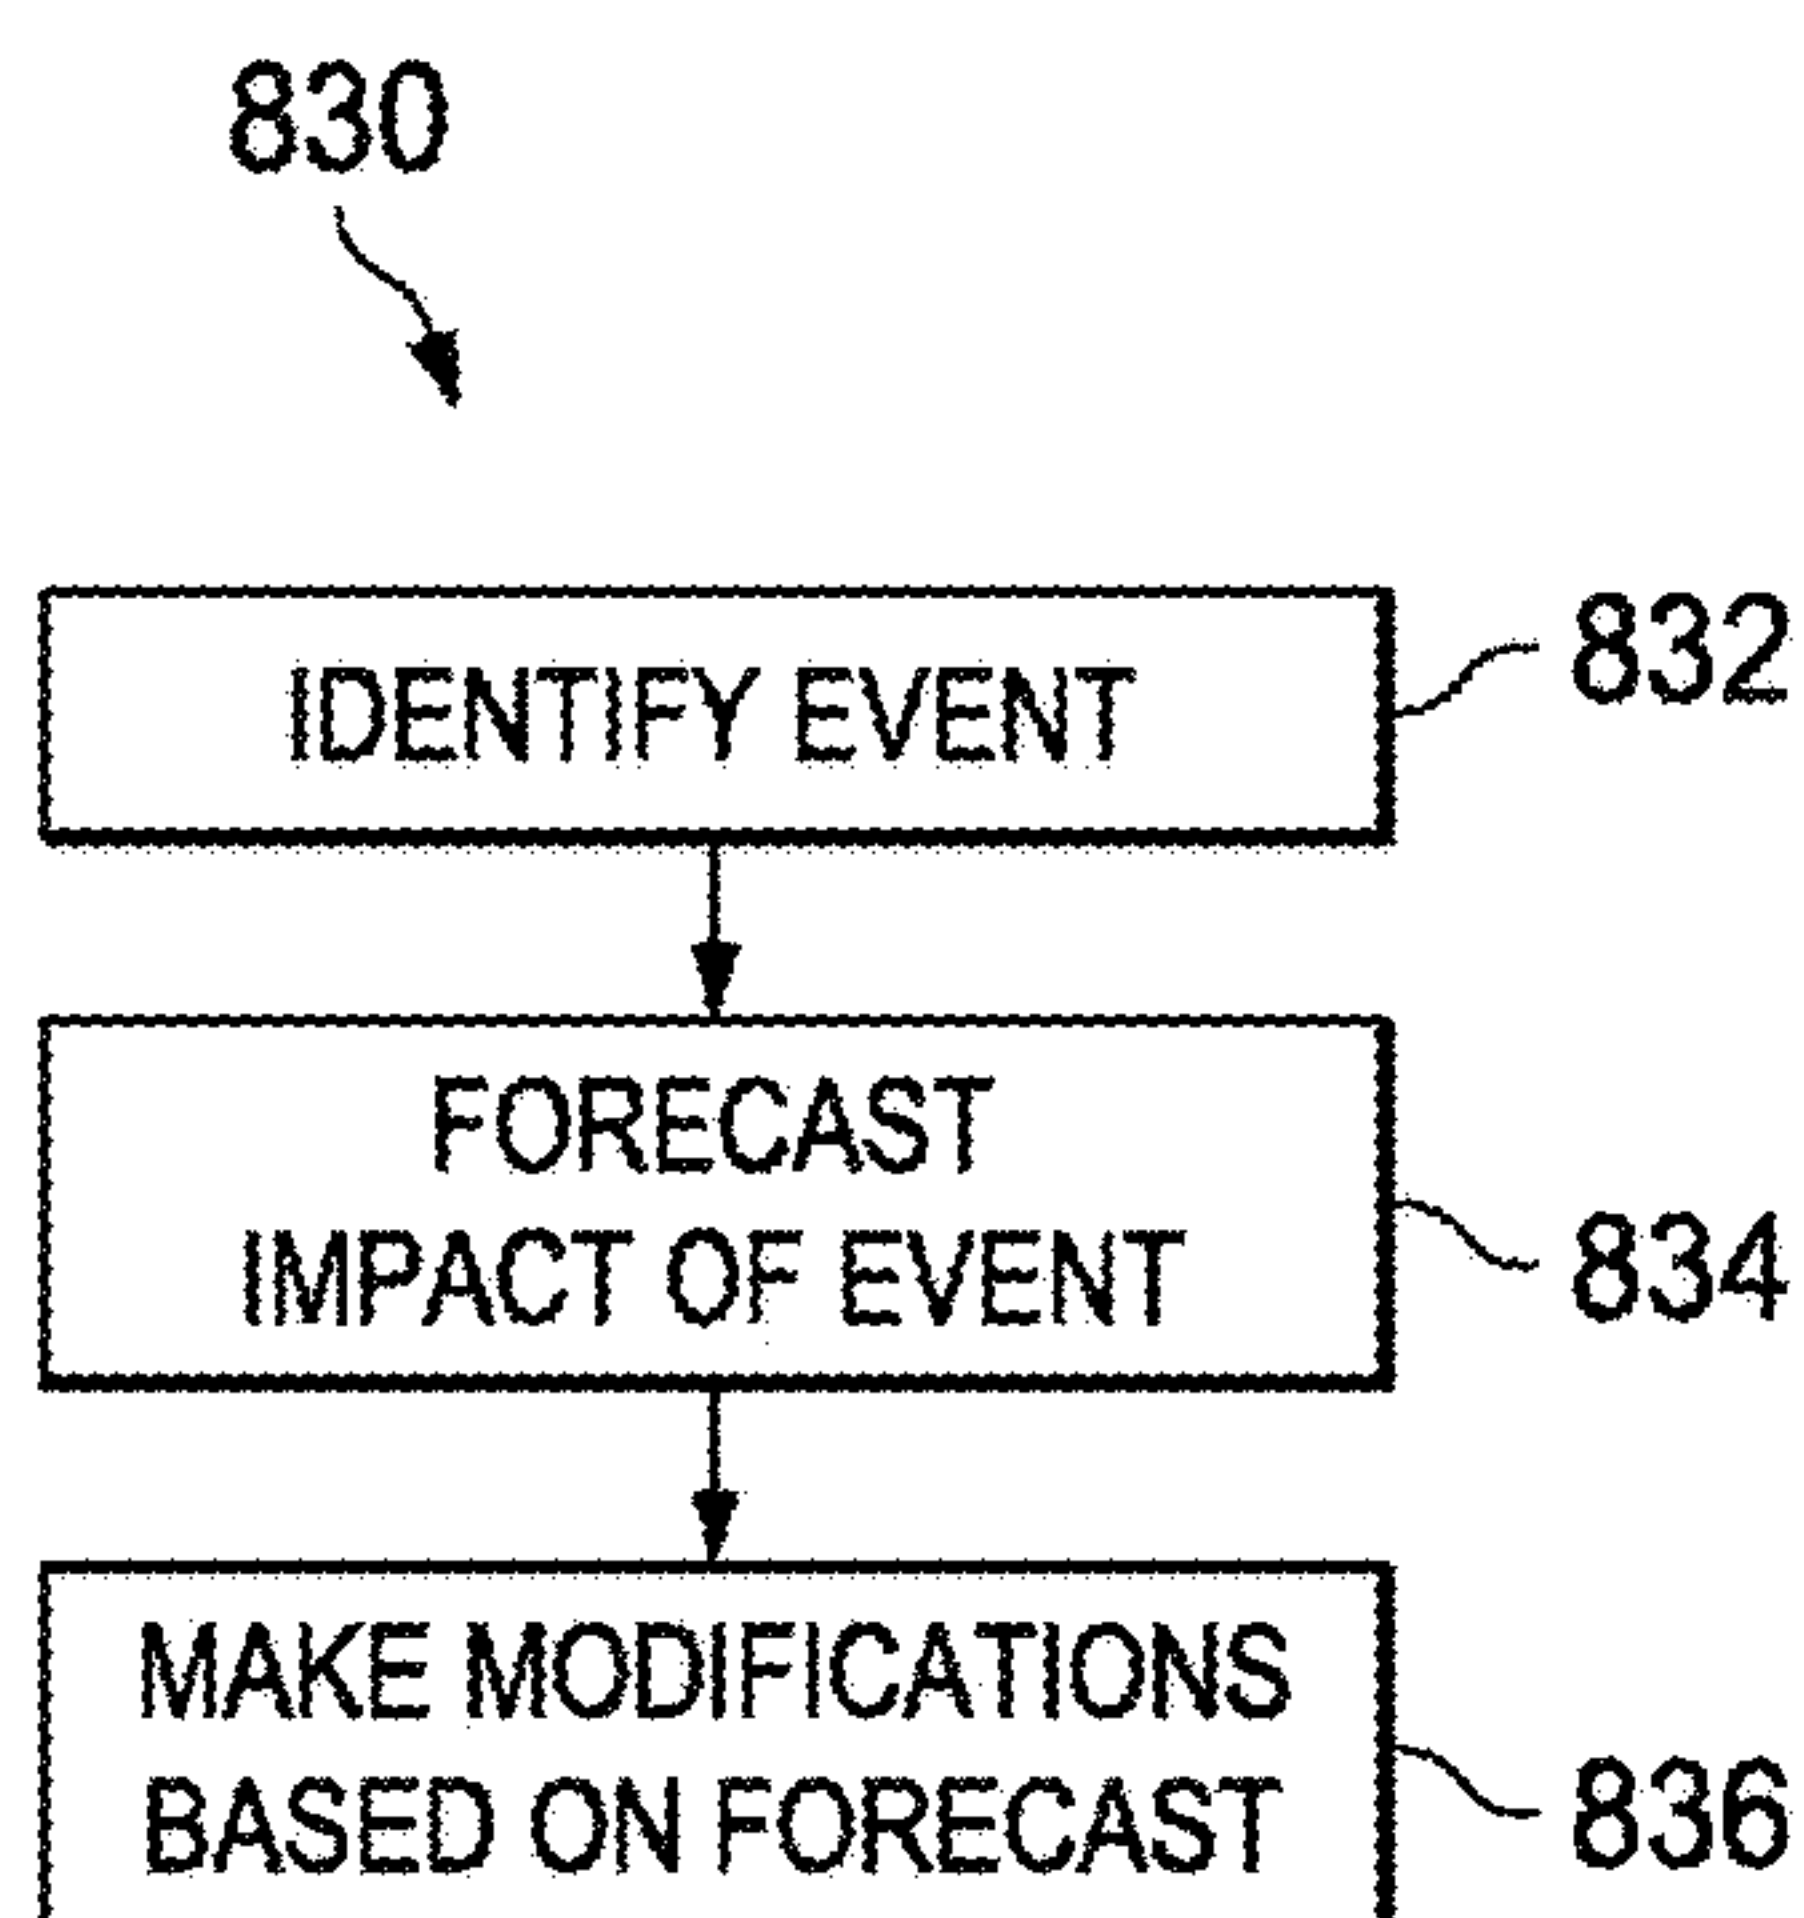 830
IDENTIFY EVENT
832
FORECAST
IMPACT OF EVENT
834
MAKE MODIFICATIONS
BASED ON FORECAST
836